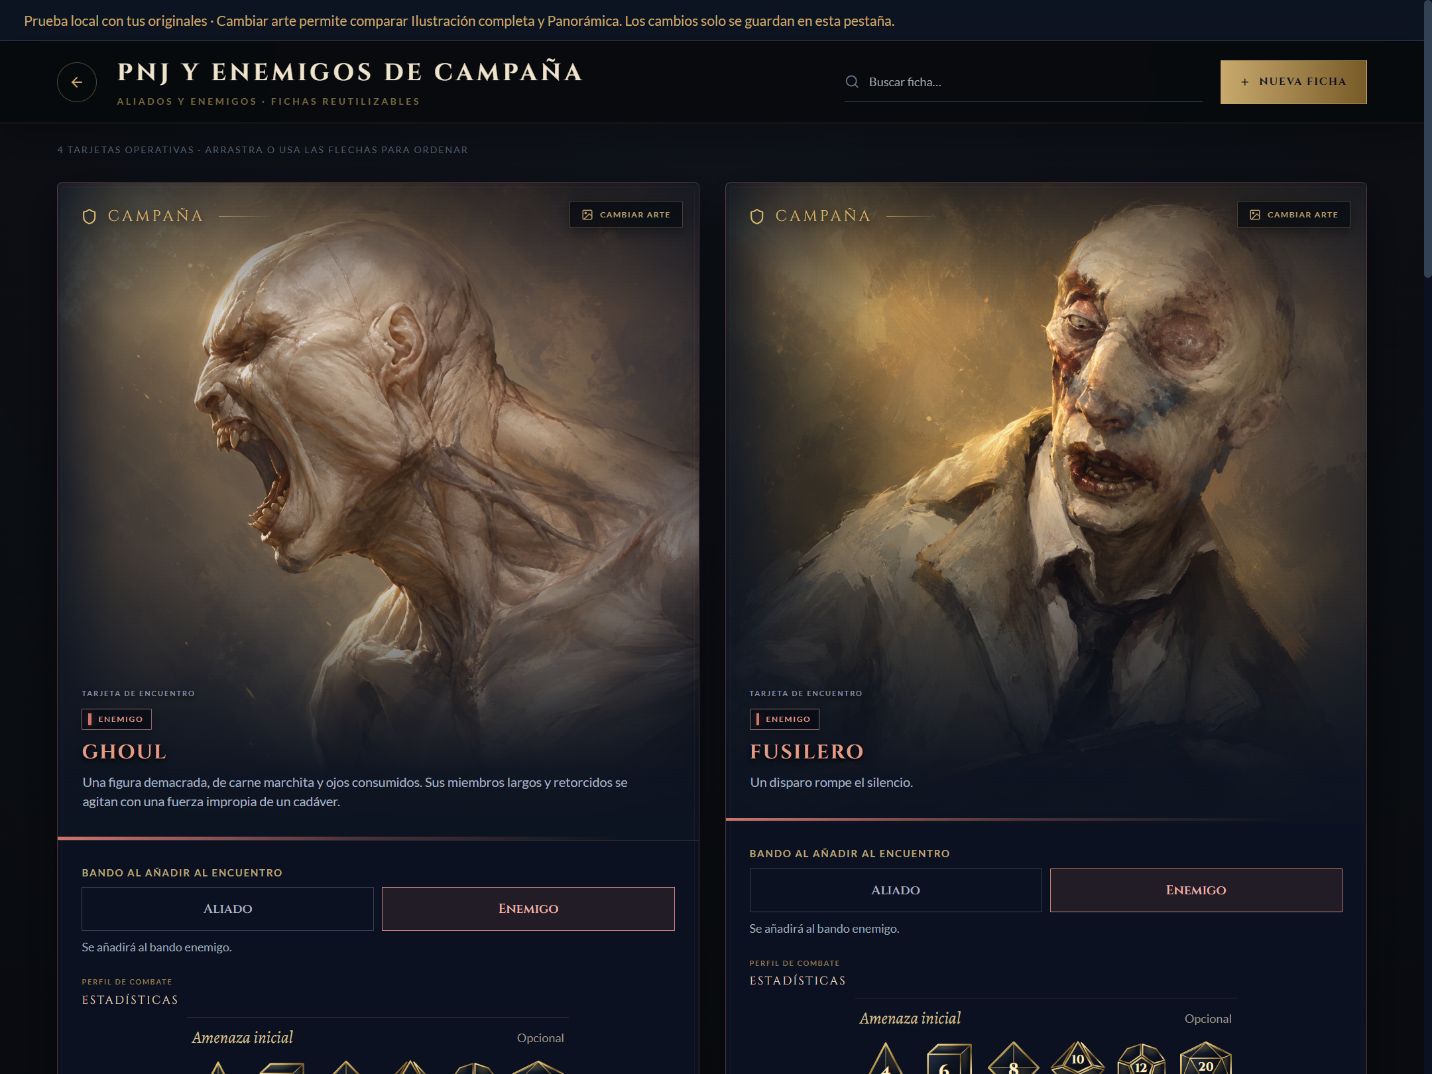 Prueba local con tus originales · Cambiar arte permite comparar Ilustración completa y Panorámica. Los cambios solo se guardan en esta pestaña.
PNJ Y ENEMIGOS DE CAMPAÑA
ALIADOS Y ENEMIGOS · FICHAS REUTILIZABLES
Buscar ficha...
+ NUEVA FICHA
4 TARJETAS OPERATIVAS · ARRASTRA O USA LAS FLECHAS PARA ORDENAR
CAMPAÑA
CAMBIAR ARTE
TARJETA DE ENCUENTRO
ENEMIGO
GHOUL
Una figura demacrada, de carne marchita y ojos consumidos. Sus miembros largos y retorcidos se
agitan con una fuerza impropia de un cadáver.
BANDO AL AÑADIR AL ENCUENTRO
ALIADO
ENEMIGO
Se añadirá al bando enemigo.
PERFIL DE COMBATE
ESTADÍSTICAS
Amenaza inicial
Opcional
CAMPAÑA
CAMBIAR ARTE
TARJETA DE ENCUENTRO
ENEMIGO
FUSILERO
Un disparo rompe el silencio.
BANDO AL AÑADIR AL ENCUENTRO
ALIADO
ENEMIGO
Se añadirá al bando enemigo.
PERFIL DE COMBATE
ESTADÍSTICAS
Amenaza inicial
Opcional
4 6 8 10 12 20